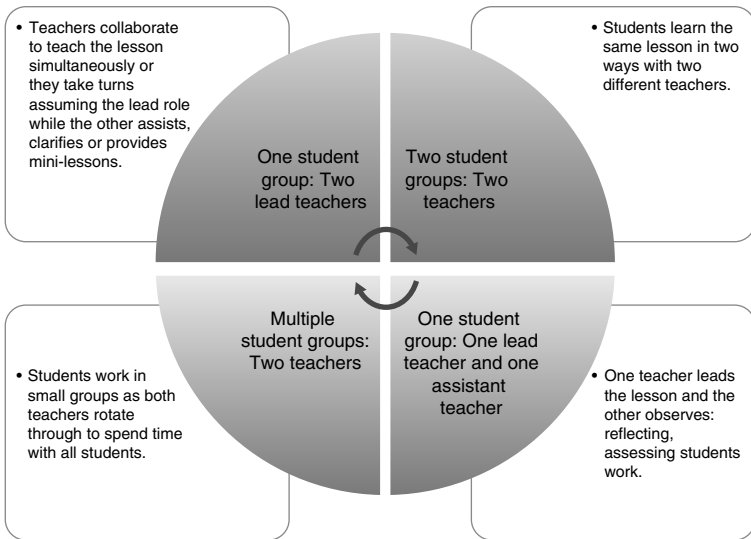 • Teachers collaborate
to teach the lesson
simultaneously or
they take turns
assuming the lead role
while the other assists,
clarifies or provides
mini-lessons.
• Students learn the
same lesson in two
ways with two
different teachers.
One student
group: Two
lead teachers
Two student
groups: Two
teachers
Multiple
student groups:
Two teachers
One student
group: One lead
teacher and one
assistant
teacher
• Students work in
small groups as both
teachers rotate
through to spend time
with all students.
• One teacher leads
the lesson and the
other observes:
reflecting,
assessing students
work.